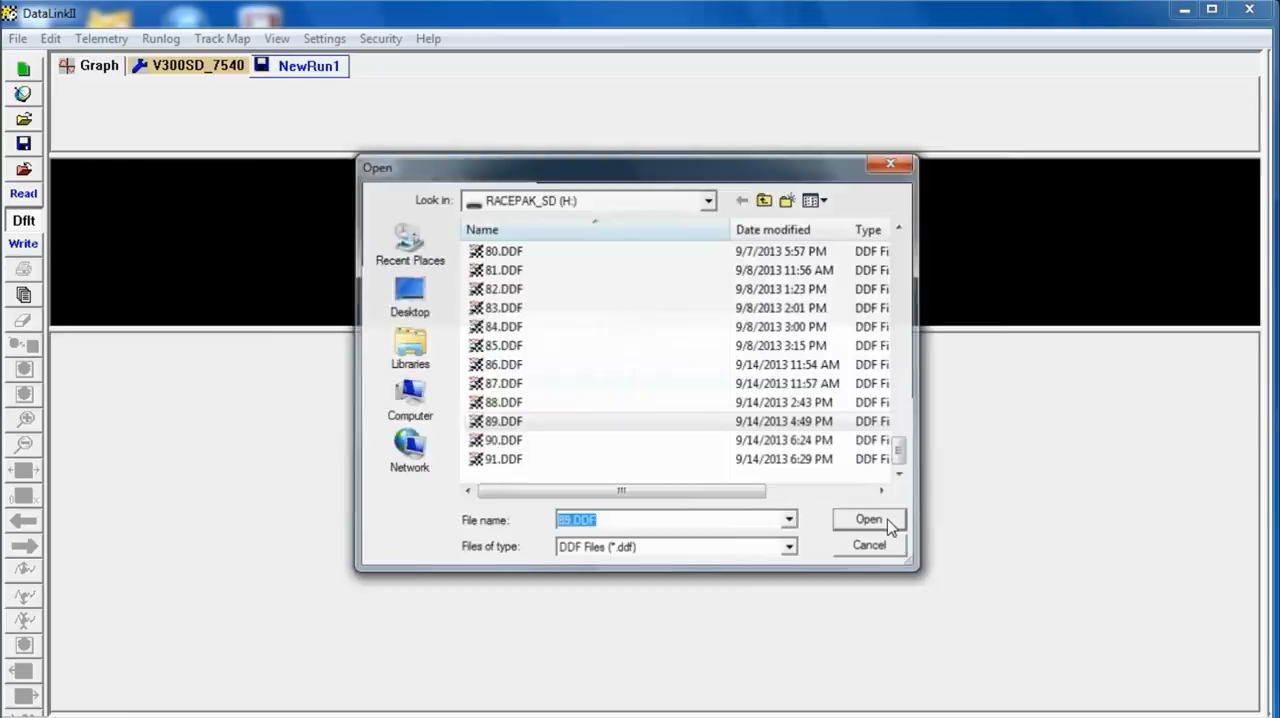 DataLinkII
File Edit Telemetry Runlog Track Map View Settings Security Help
Graph V300SD_7540 NewRun1
Read
Dflt
Write
Open
Look in: RACEPAK_SD (H:)
Recent Places
Desktop
Libraries
Computer
Network
Name Date modified Type
80.DDF 9/7/2013 5:57 PM DDF Fi
81.DDF 9/8/2013 11:56 AM DDF Fi
82.DDF 9/8/2013 1:23 PM DDF Fi
83.DDF 9/8/2013 2:01 PM DDF Fi
84.DDF 9/8/2013 3:00 PM DDF Fi
85.DDF 9/8/2013 3:15 PM DDF Fi
86.DDF 9/14/2013 11:54 AM DDF Fi
87.DDF 9/14/2013 11:57 AM DDF Fi
88.DDF 9/14/2013 2:43 PM DDF Fi
89.DDF 9/14/2013 4:49 PM DDF Fi
90.DDF 9/14/2013 6:24 PM DDF Fi
91.DDF 9/14/2013 6:29 PM DDF Fi
File name: 89.DDF Open
Files of type: DDF Files (*.ddf) Cancel